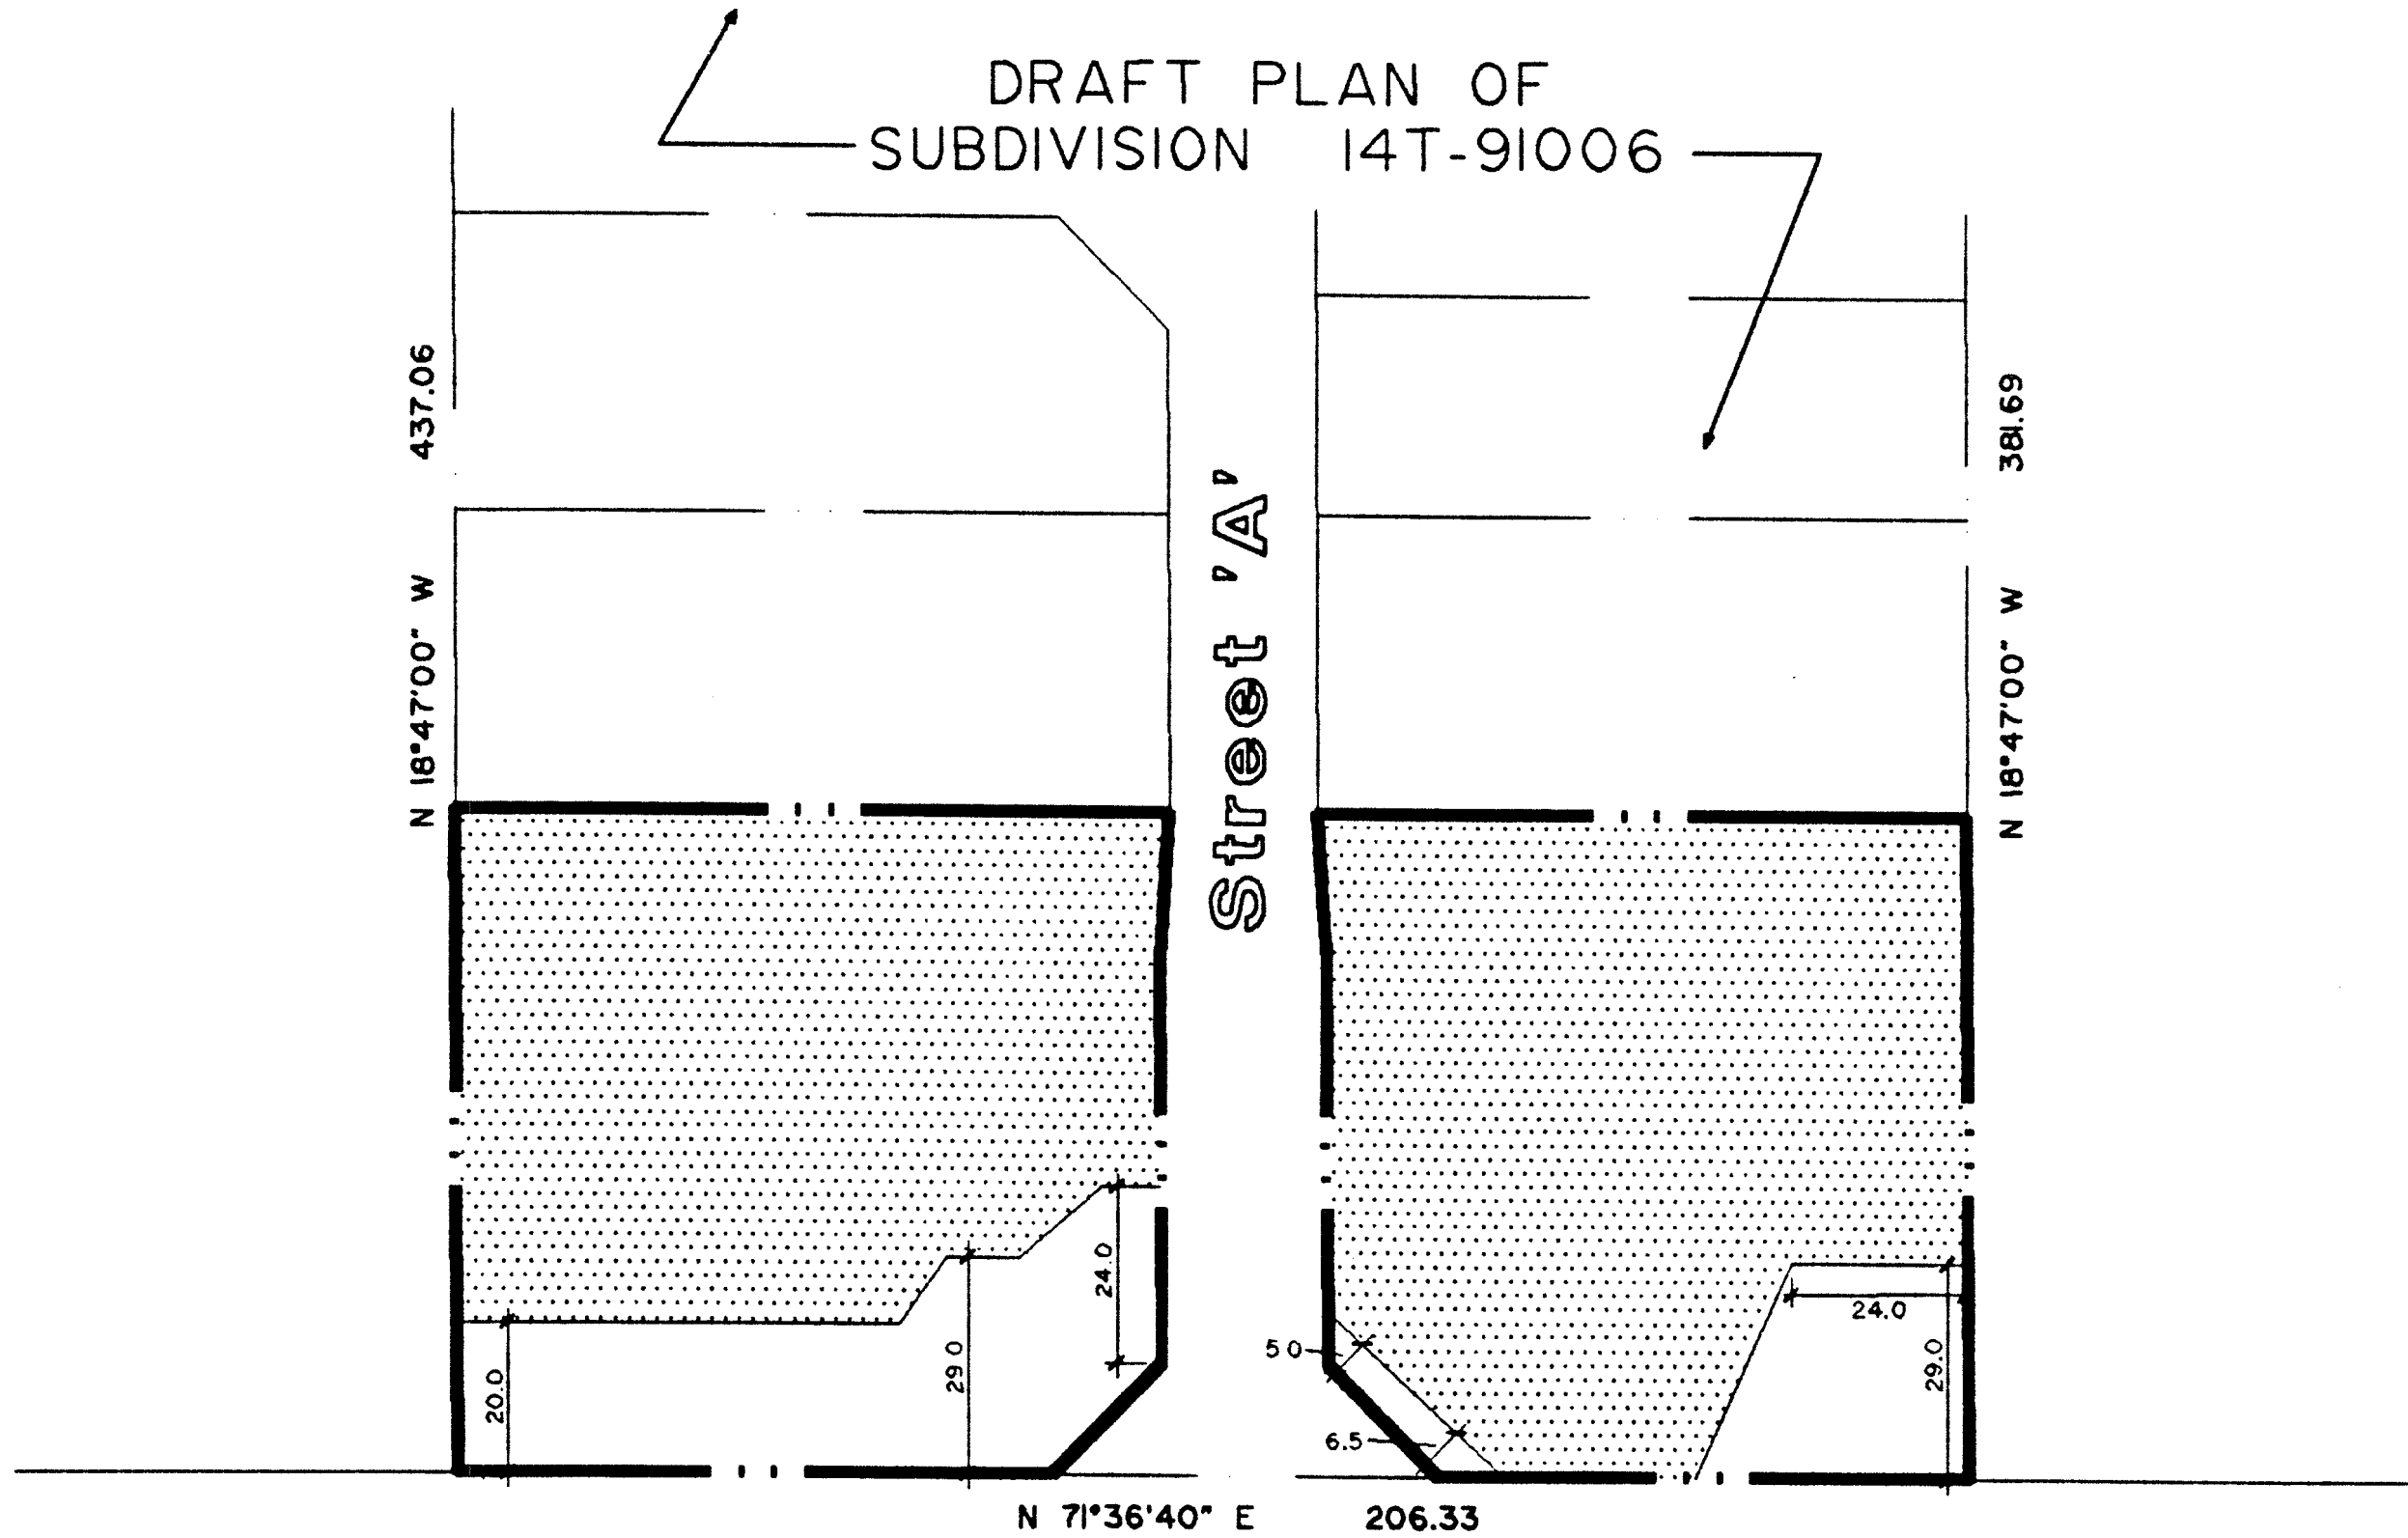 DRAFT PLAN OF
SUBDIVISION 14T-91006
437.06
N 18°47'00" W
381.69
N 18°47'00" W
Street 'A'
24.0
29.0
20.0
5.0
6.5
24.0
29.0
N 71°36'40" E 206.33